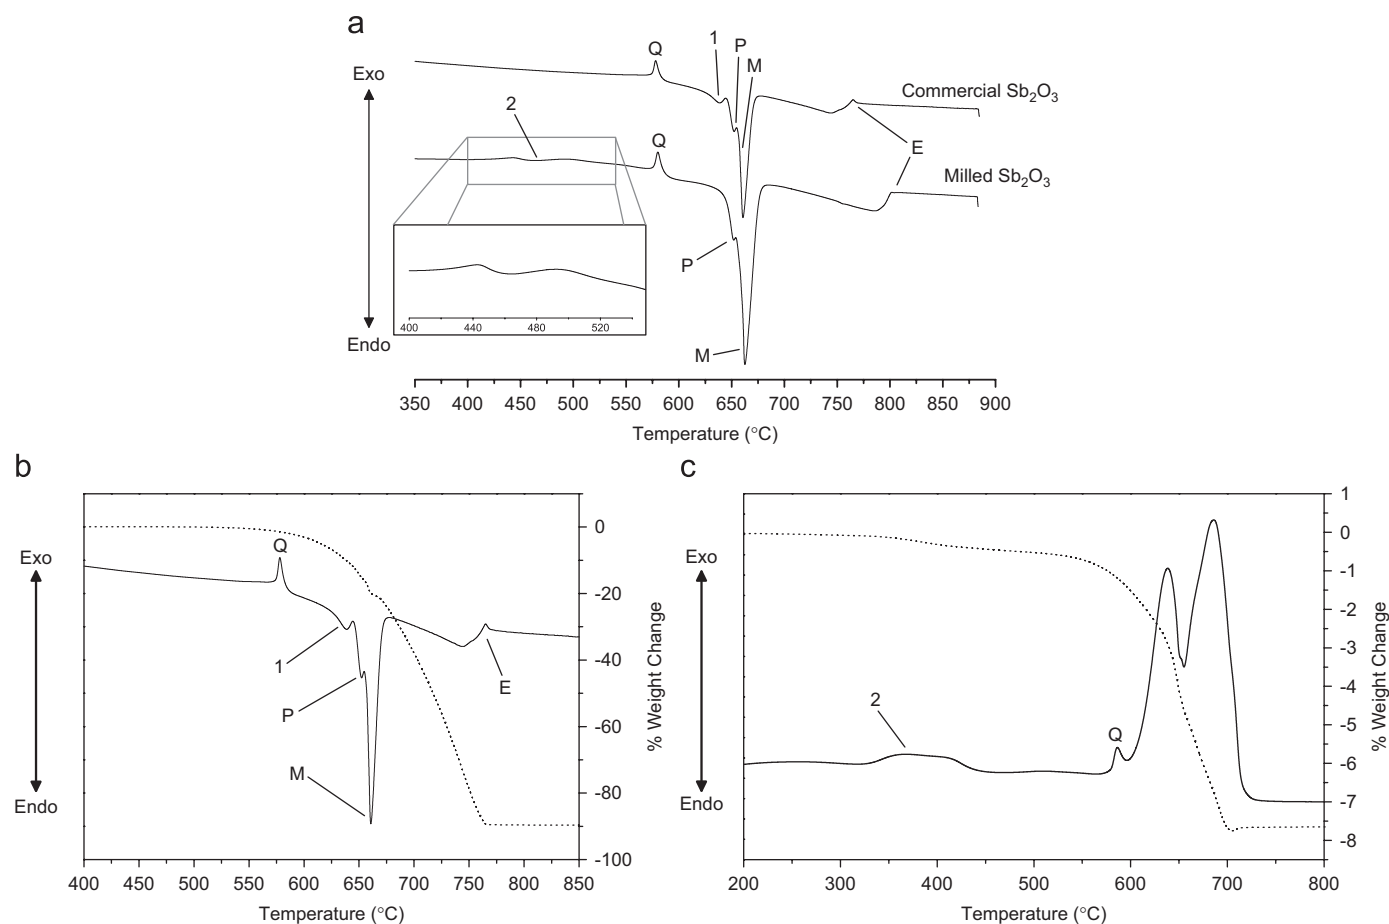 a
Exo
Endo
Q
1
P
M
Commercial Sb₂O₃
2
Q
E
Milled Sb₂O₃
P
M
400 440 480 520
350 400 450 500 550 600 650 700 750 800 850 900
Temperature (°C)
b
Exo
Endo
Q
1
P
M
E
0
-20
-40
-60
-80
-100
% Weight Change
400 450 500 550 600 650 700 750 800 850
Temperature (°C)
c
Exo
Endo
2
Q
1
0
-1
-2
-3
-4
-5
-6
-7
-8
% Weight Change
200 300 400 500 600 700 800
Temperature (°C)